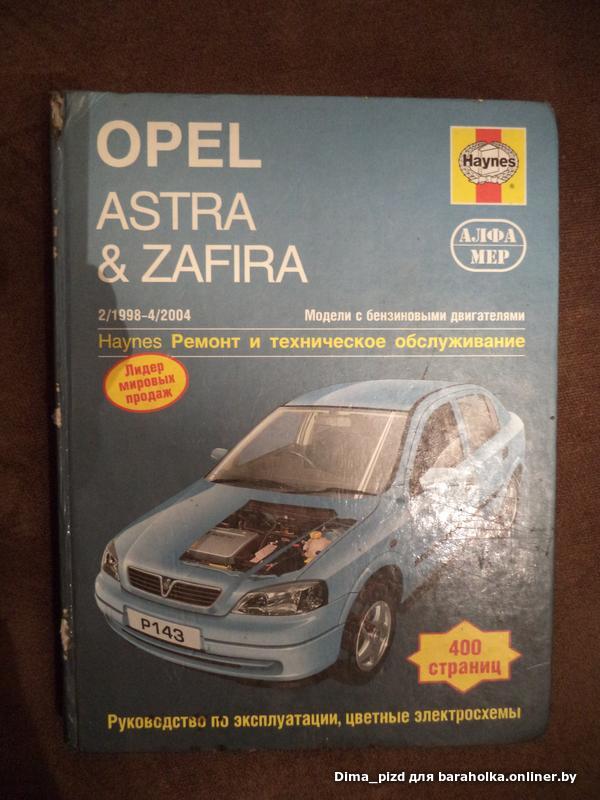 OPEL
ASTRA
& ZAFIRA
Haynes
®
АЛФА
МЕР
2/1998-4/2004
Модели с бензиновыми двигателями
Haynes Ремонт и техническое обслуживание
Лидер
мировых
продаж
P143
400
страниц
Руководство по эксплуатации, цветные электросхемы
Dima_pizd для baraholka.onliner.by